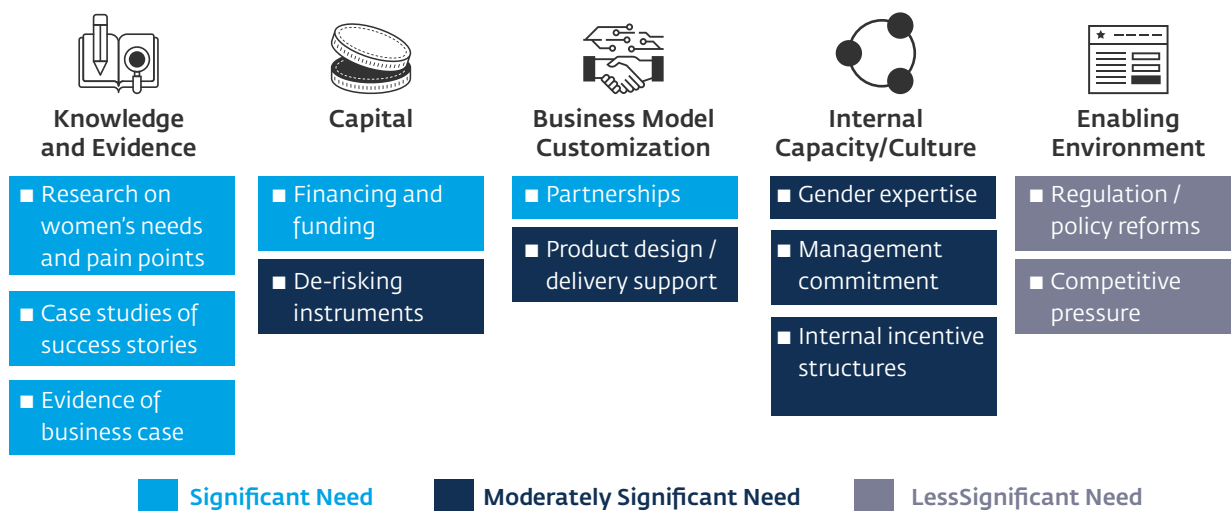 Knowledge
and Evidence
■ Research on
women's needs
and pain points
■ Case studies of
success stories
■ Evidence of
business case
Capital
■ Financing and
funding
■ De-risking
instruments
Business Model
Customization
■ Partnerships
■ Product design /
delivery support
Internal
Capacity/Culture
■ Gender expertise
■ Management
commitment
■ Internal incentive
structures
Enabling
Environment
■ Regulation /
policy reforms
■ Competitive
pressure
Significant Need
Moderately Significant Need
LessSignificant Need